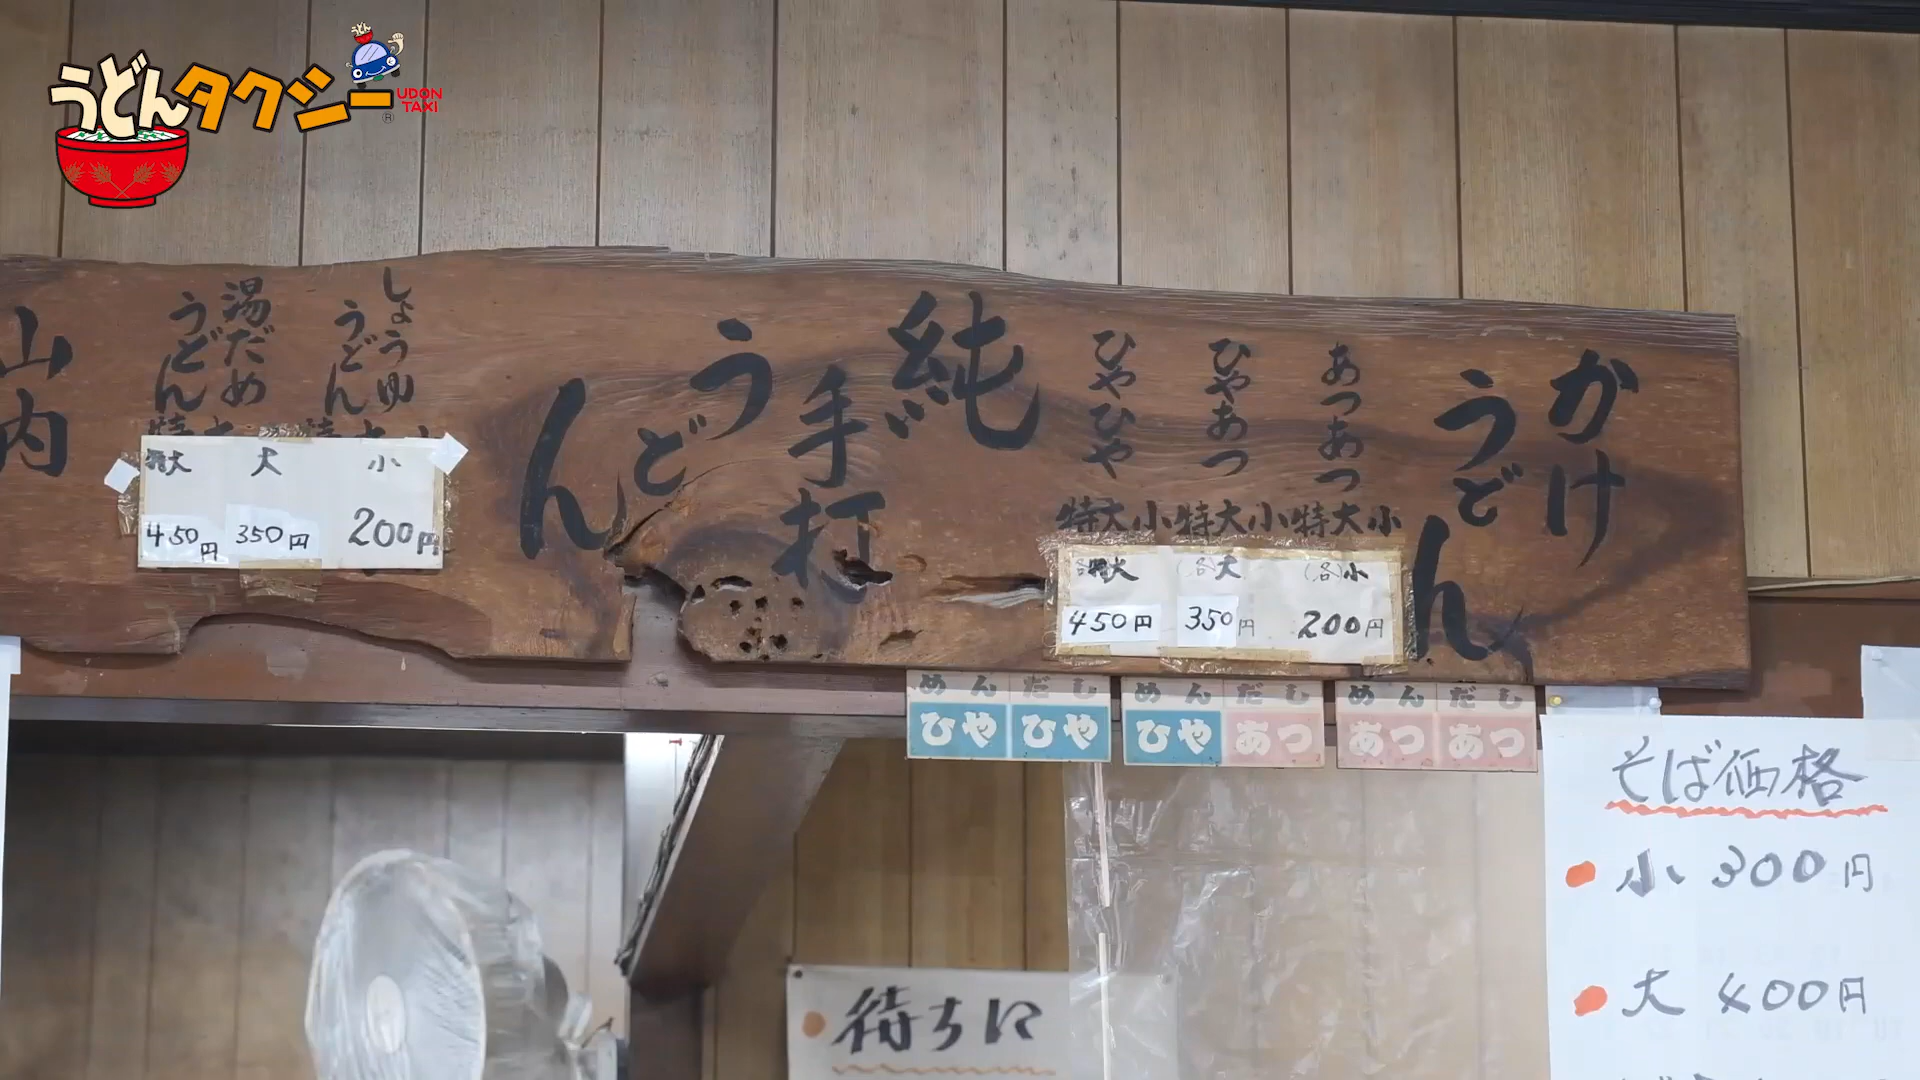 うどんタクシー
UDON
TAXI
®
うどん
かけ
うどん
あつあつ
ひやあつ
ひやひや
特大小
特大小
特大小
(各)小 200円
(各)大 350円
特大 450円
純
手打
うどん
しょうゆ
うどん
湯だめ
うどん
小 200円
大 350円
特大 450円
山内
めん だし
ひや ひや
めん だし
ひや あつ
めん だし
あつ あつ
そば価格
小 300円
大 400円
待ちに